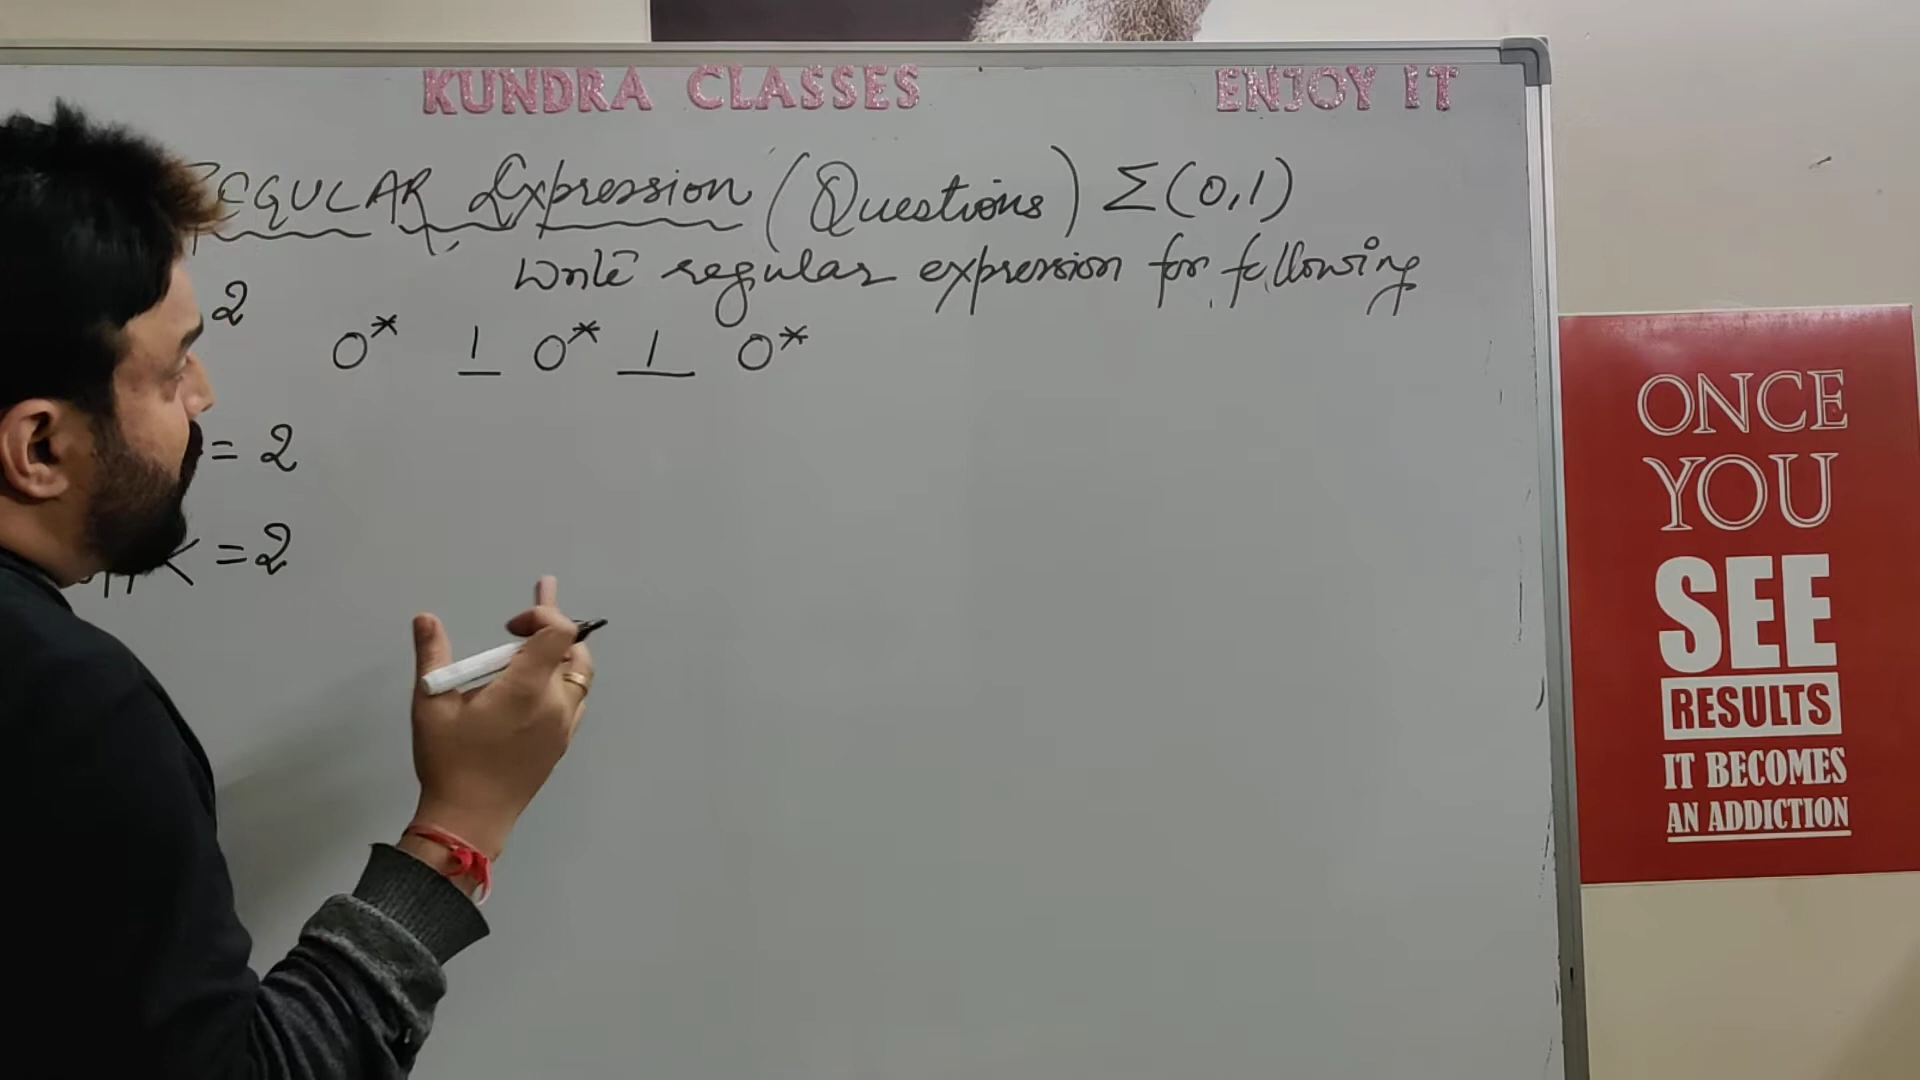 KUNDRA CLASSES ENJOY IT
REGULAR Expression (Questions) Σ(0,1)
Write regular expression for following
2
0* 1 0* 1 0*
= 2
= 2
ONCE
YOU
SEE
RESULTS
IT BECOMES
AN ADDICTION